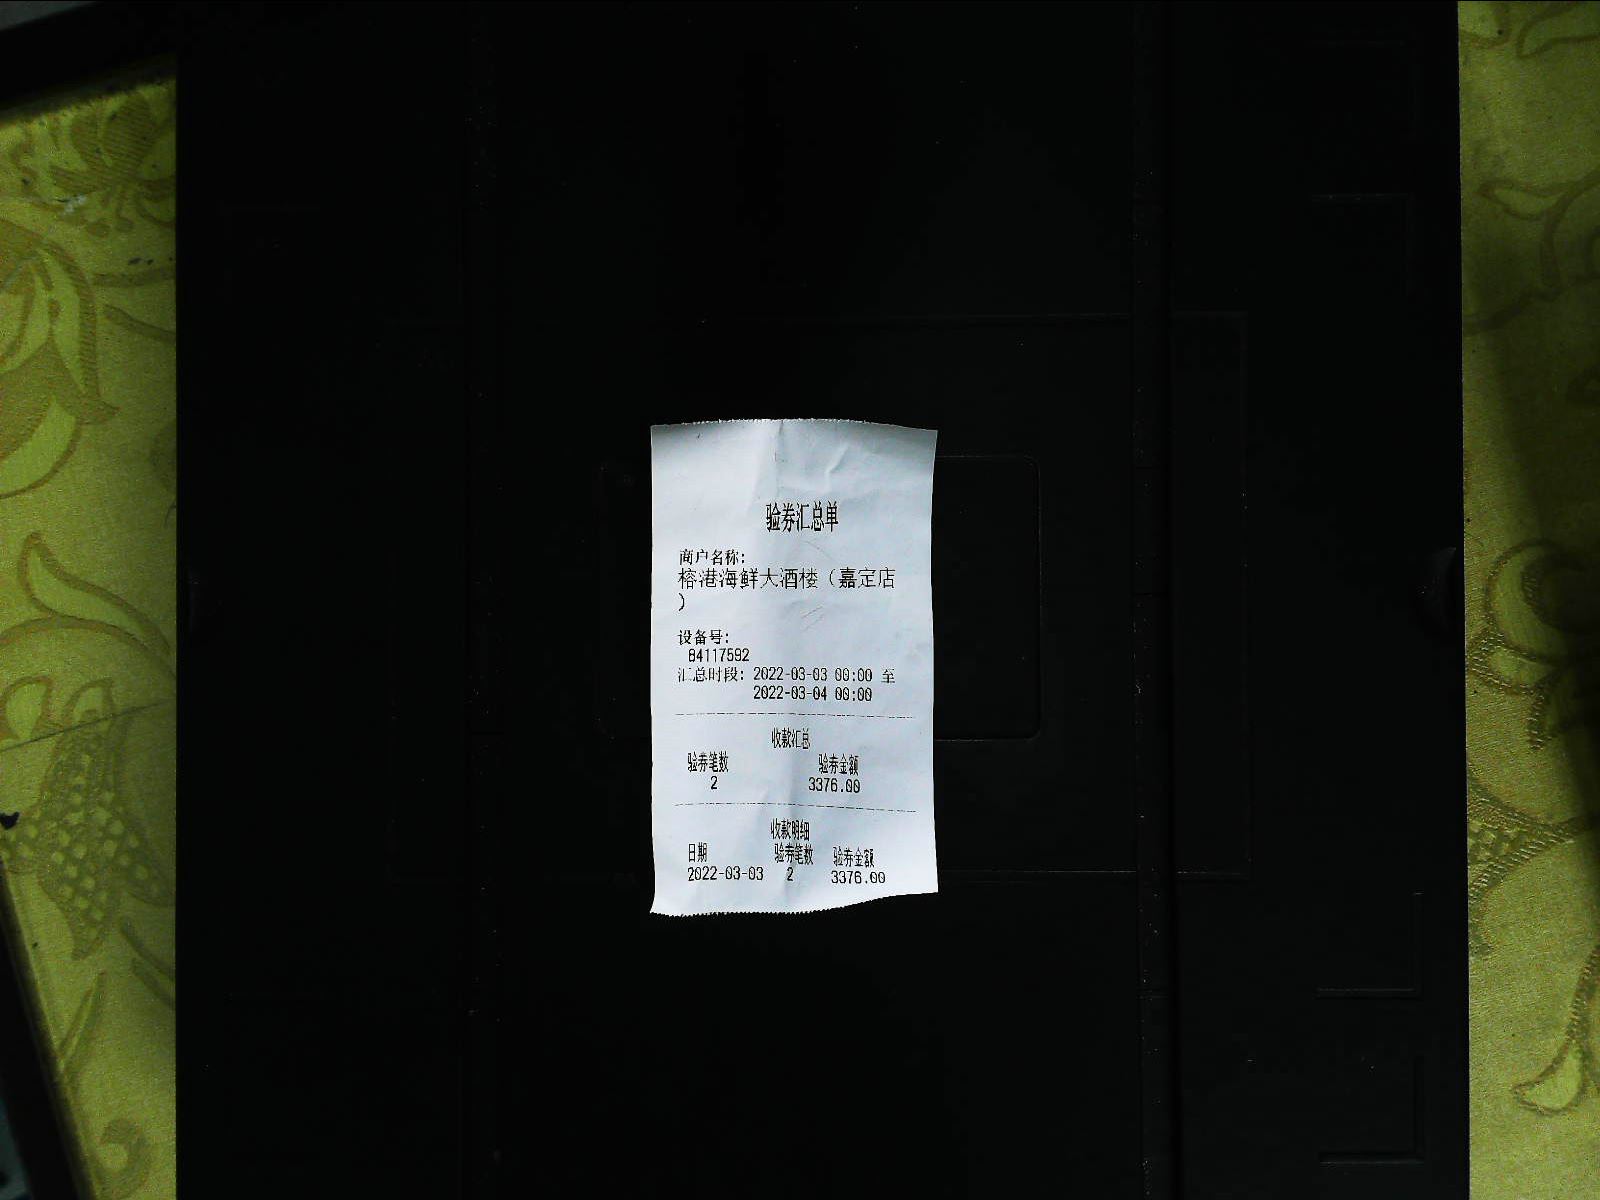 验券汇总单
商户名称:
榕港海鲜大酒楼（嘉定店
）
设备号:
84117592
汇总时段: 2022-03-03 00:00 至
2022-03-04 00:00
收款汇总
验券笔数 验券金额
2 3376.00
收款明细
日期 验券笔数 验券金额
2022-03-03 2 3376.00